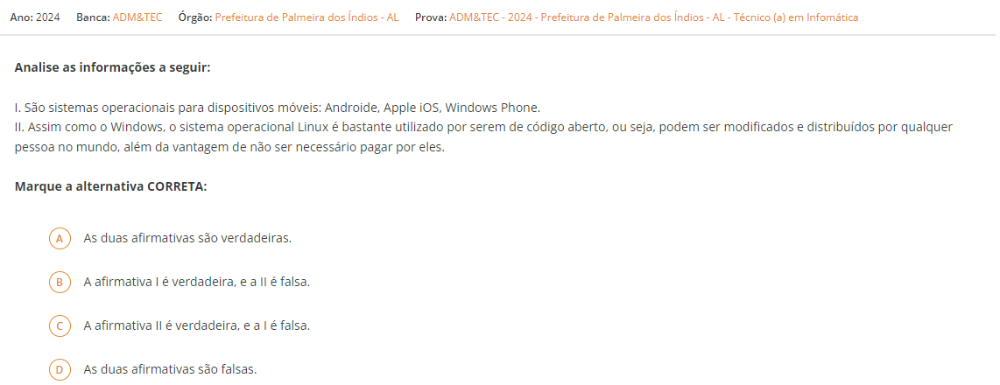 Ano: 2024 Banca: ADM&TEC Órgão: Prefeitura de Palmeira dos Índios - AL Prova: ADM&TEC - 2024 - Prefeitura de Palmeira dos Índios - AL - Técnico (a) em Infomática
Analise as informações a seguir:
I. São sistemas operacionais para dispositivos móveis: Androide, Apple iOS, Windows Phone.
II. Assim como o Windows, o sistema operacional Linux é bastante utilizado por serem de código aberto, ou seja, podem ser modificados e distribuídos por qualquer
pessoa no mundo, além da vantagem de não ser necessário pagar por eles.
Marque a alternativa CORRETA:
A As duas afirmativas são verdadeiras.
B A afirmativa I é verdadeira, e a II é falsa.
C A afirmativa II é verdadeira, e a I é falsa.
D As duas afirmativas são falsas.